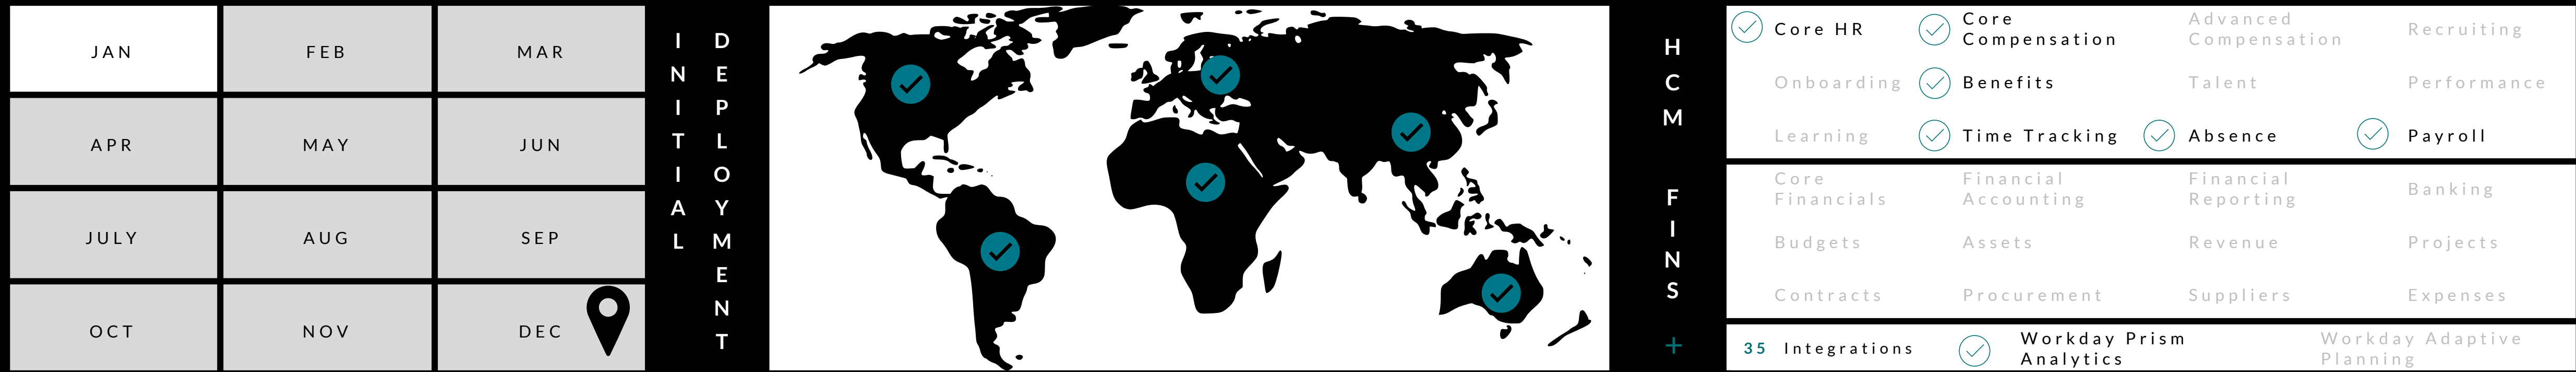 JAN
FEB
MAR
APR
MAY
JUN
JULY
AUG
SEP
OCT
NOV
DEC
INITIAL
DEPLOYMENT
HCM
FINS
+
Core HR
Core
Compensation
Advanced
Compensation
Recruiting
Onboarding
Benefits
Talent
Performance
Learning
Time Tracking
Absence
Payroll
Core
Financials
Financial
Accounting
Financial
Reporting
Banking
Budgets
Assets
Revenue
Projects
Contracts
Procurement
Suppliers
Expenses
35 Integrations
Workday Prism
Analytics
Workday Adaptive
Planning